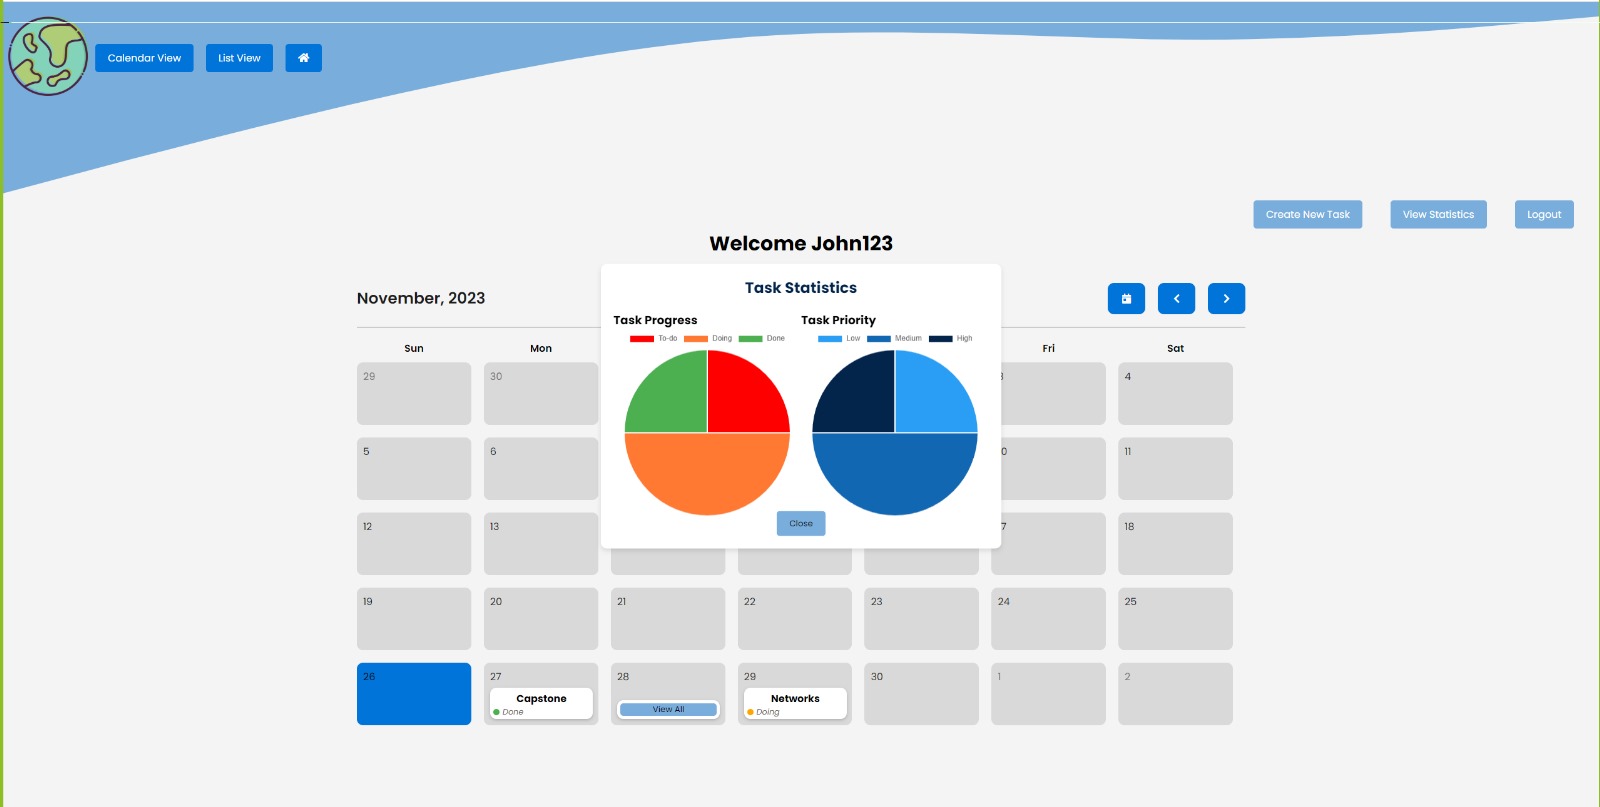 Calendar View List View
Create New Task View Statistics Logout
Welcome John123
Task Statistics
November, 2023
Task Progress Task Priority
To-do Doing Done Low Medium High
Sun Mon Fri Sat
29 30 4
5 6 11
Close
12 13 18
19 20 21 22 23 24 25
26 27 28 29 30 1 2
Capstone View All Networks
Done Doing